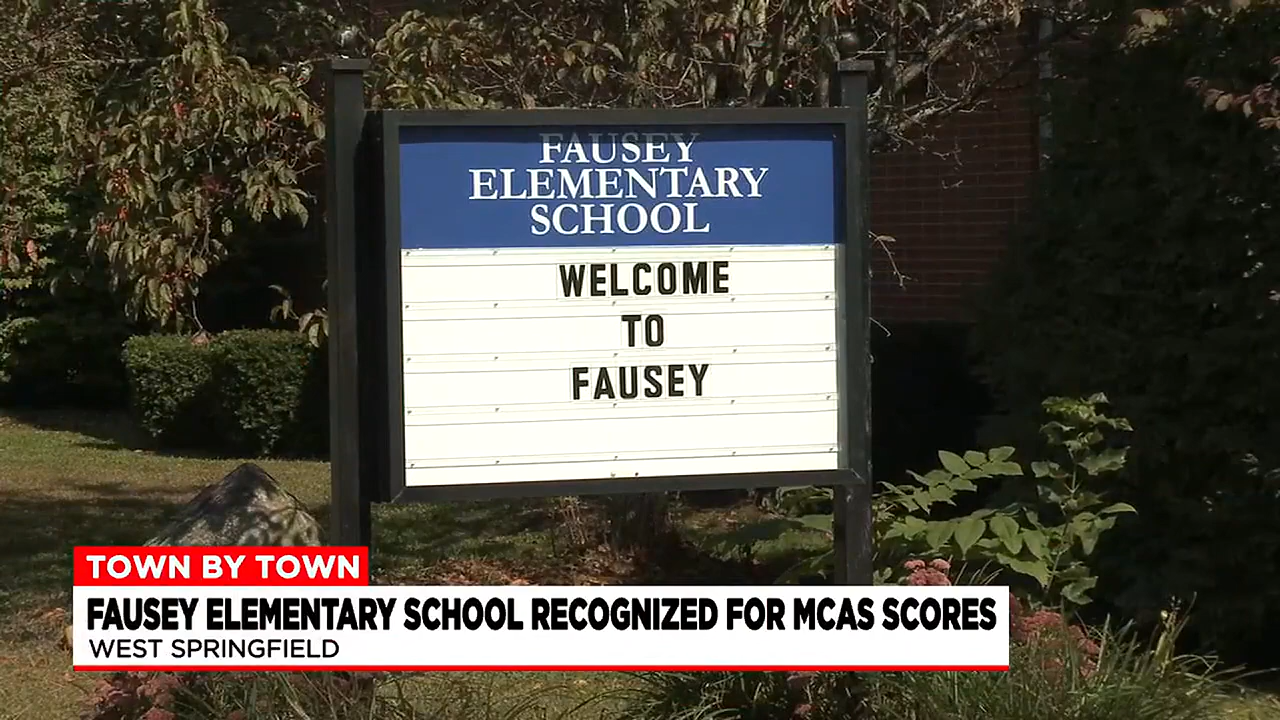 FAUSEY
ELEMENTARY
SCHOOL
WELCOME
TO
FAUSEY
TOWN BY TOWN
FAUSEY ELEMENTARY SCHOOL RECOGNIZED FOR MCAS SCORES
WEST SPRINGFIELD